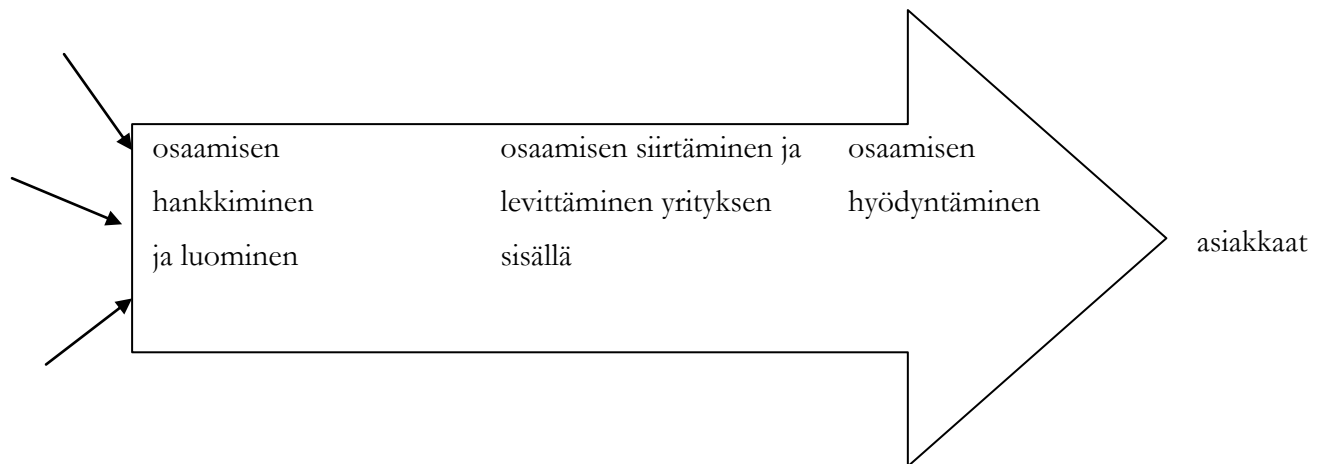 osaamisen
hankkiminen
ja luominen
osaamisen siirtäminen ja
levittäminen yrityksen
sisällä
osaamisen
hyödyntäminen
asiakkaat